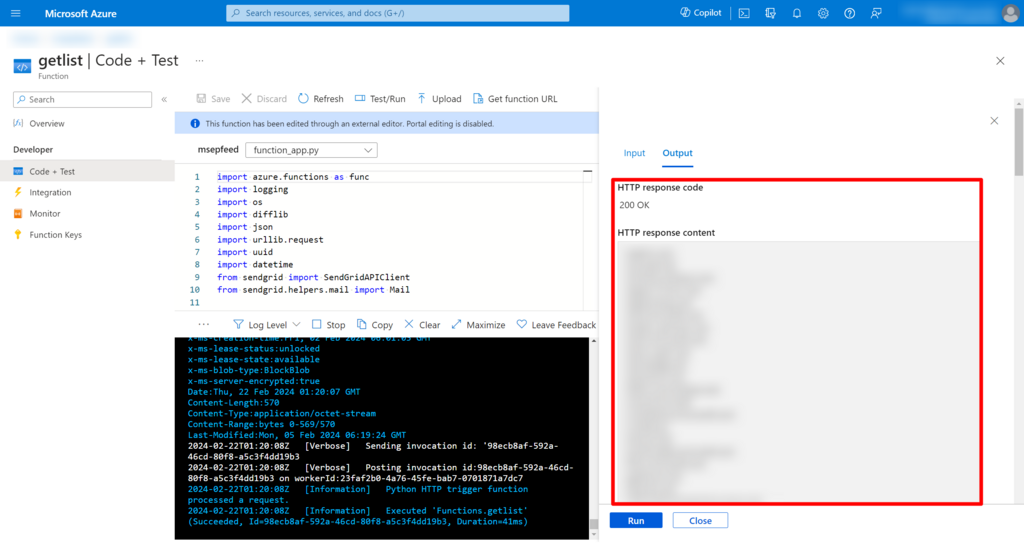 Microsoft Azure
Search resources, services, and docs (G+/)
Copilot
getlist | Code + Test
Function
Search
Overview
Developer
Code + Test
Integration
Monitor
Function Keys
Save
Discard
Refresh
Test/Run
Upload
Get function URL
This function has been edited through an external editor. Portal editing is disabled.
msepfeed
function_app.py
1 import azure.functions as func
2 import logging
3 import os
4 import difflib
5 import json
6 import urllib.request
7 import uuid
8 import datetime
9 from sendgrid import SendGridAPIClient
10 from sendgrid.helpers.mail import Mail
11
Log Level
Stop
Copy
Clear
Maximize
Leave Feedback
x-ms-creation-time:Fri, 02 Feb 2024 06:01:05 GMT
x-ms-lease-status:unlocked
x-ms-lease-state:available
x-ms-blob-type:BlockBlob
x-ms-server-encrypted:true
Date:Thu, 22 Feb 2024 01:20:07 GMT
Content-Length:570
Content-Type:application/octet-stream
Content-Range:bytes 0-569/570
Last-Modified:Mon, 05 Feb 2024 06:19:24 GMT
2024-02-22T01:20:08Z [Verbose] Sending invocation id: '98ecb8af-592a-
46cd-80f8-a5c3f4dd19b3
2024-02-22T01:20:08Z [Verbose] Posting invocation id:98ecb8af-592a-46cd-
80f8-a5c3f4dd19b3 on workerId:23faf2b0-4a76-45fe-bab7-0701871a7dc7
2024-02-22T01:20:08Z [Information] Python HTTP trigger function
processed a request.
2024-02-22T01:20:08Z [Information] Executed 'Functions.getlist'
(Succeeded, Id=98ecb8af-592a-46cd-80f8-a5c3f4dd19b3, Duration=41ms)
Input
Output
HTTP response code
200 OK
HTTP response content
Run
Close